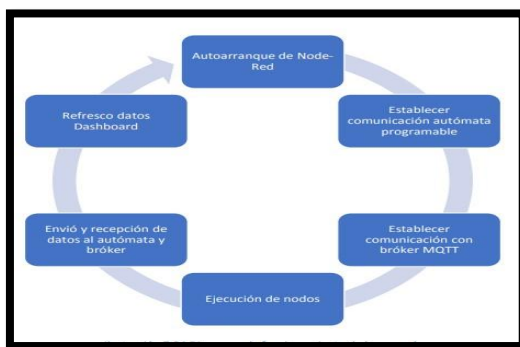 Autoarranque de Node-
Red
Establecer
comunicación autómata
programable
Establecer
comunicación con
bróker MQTT
Ejecución de nodos
Envió y recepción de
datos al autómata y
bróker
Refresco datos
Dashboard